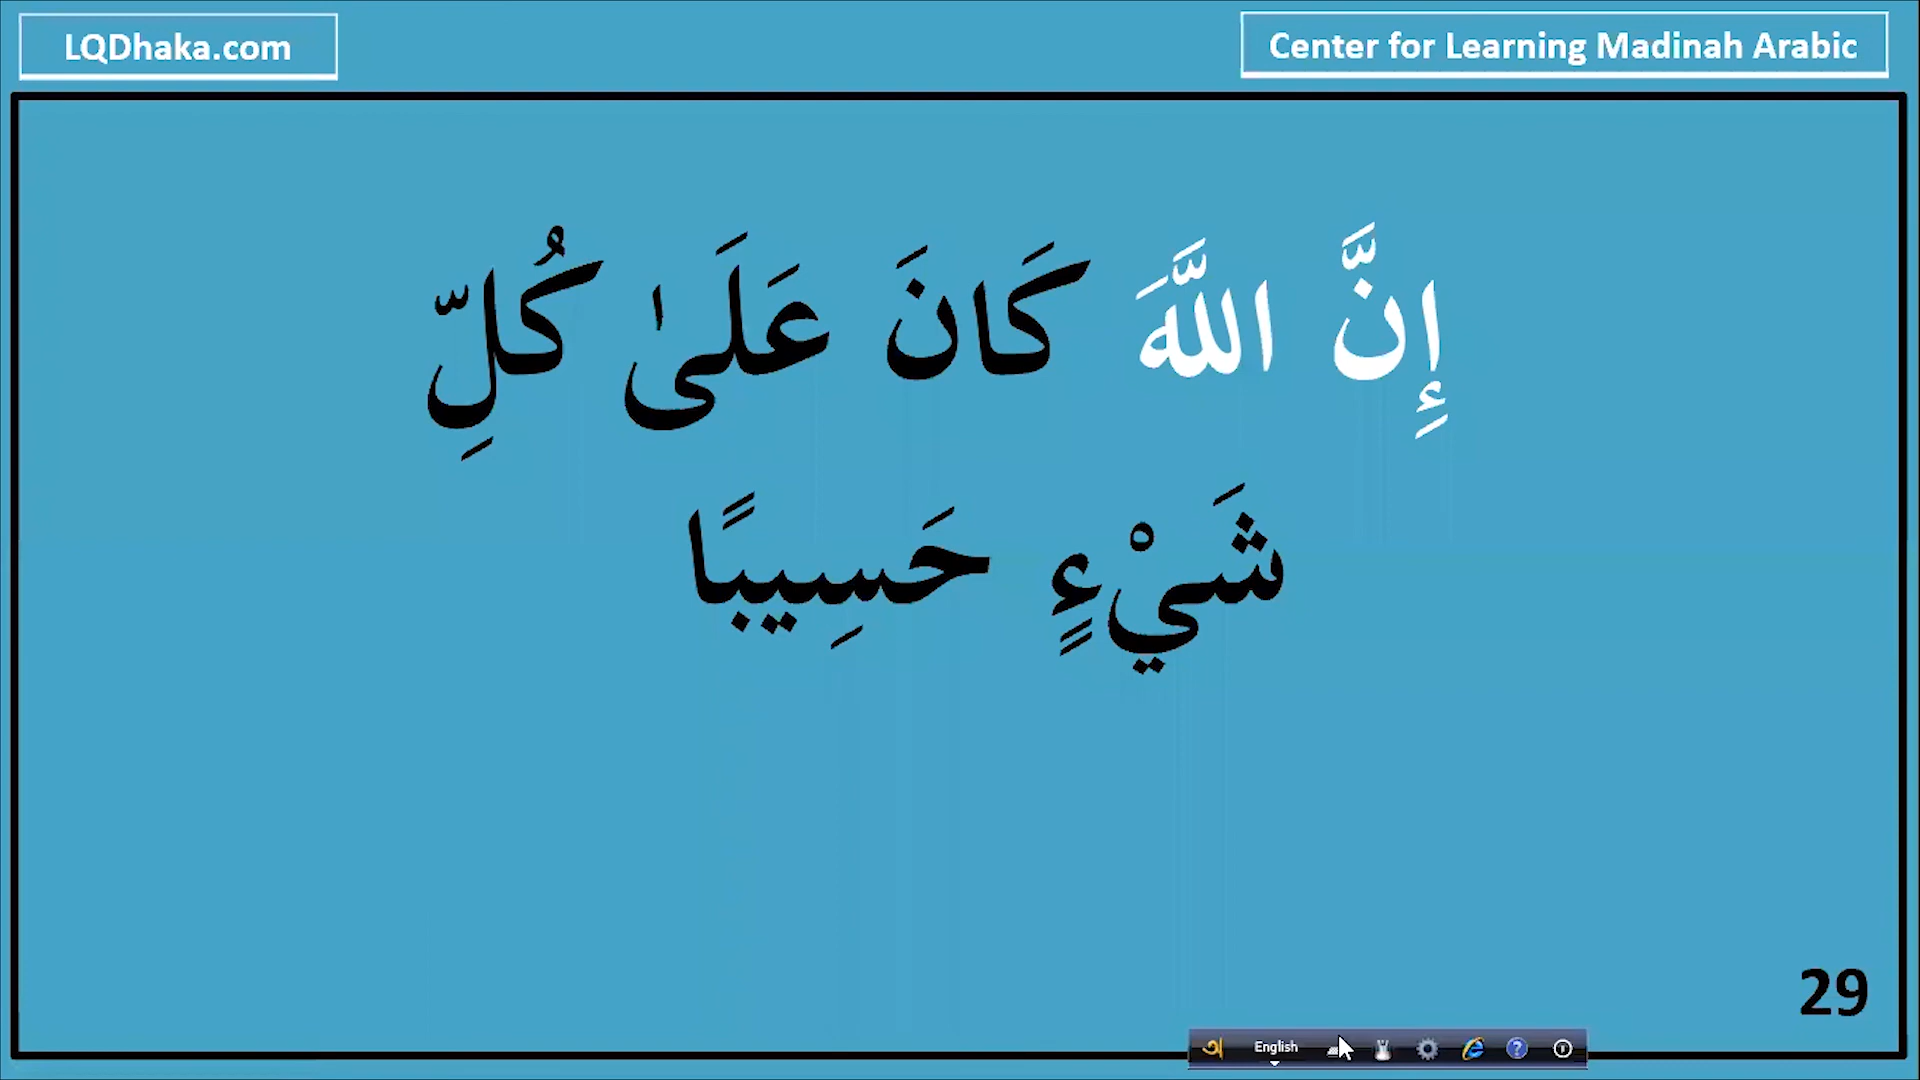 LQDhaka.com
Center for Learning Madinah Arabic
إِنَّ اللَّهَ كَانَ عَلَىٰ كُلِّ
شَيْءٍ حَسِيبًا
29
English